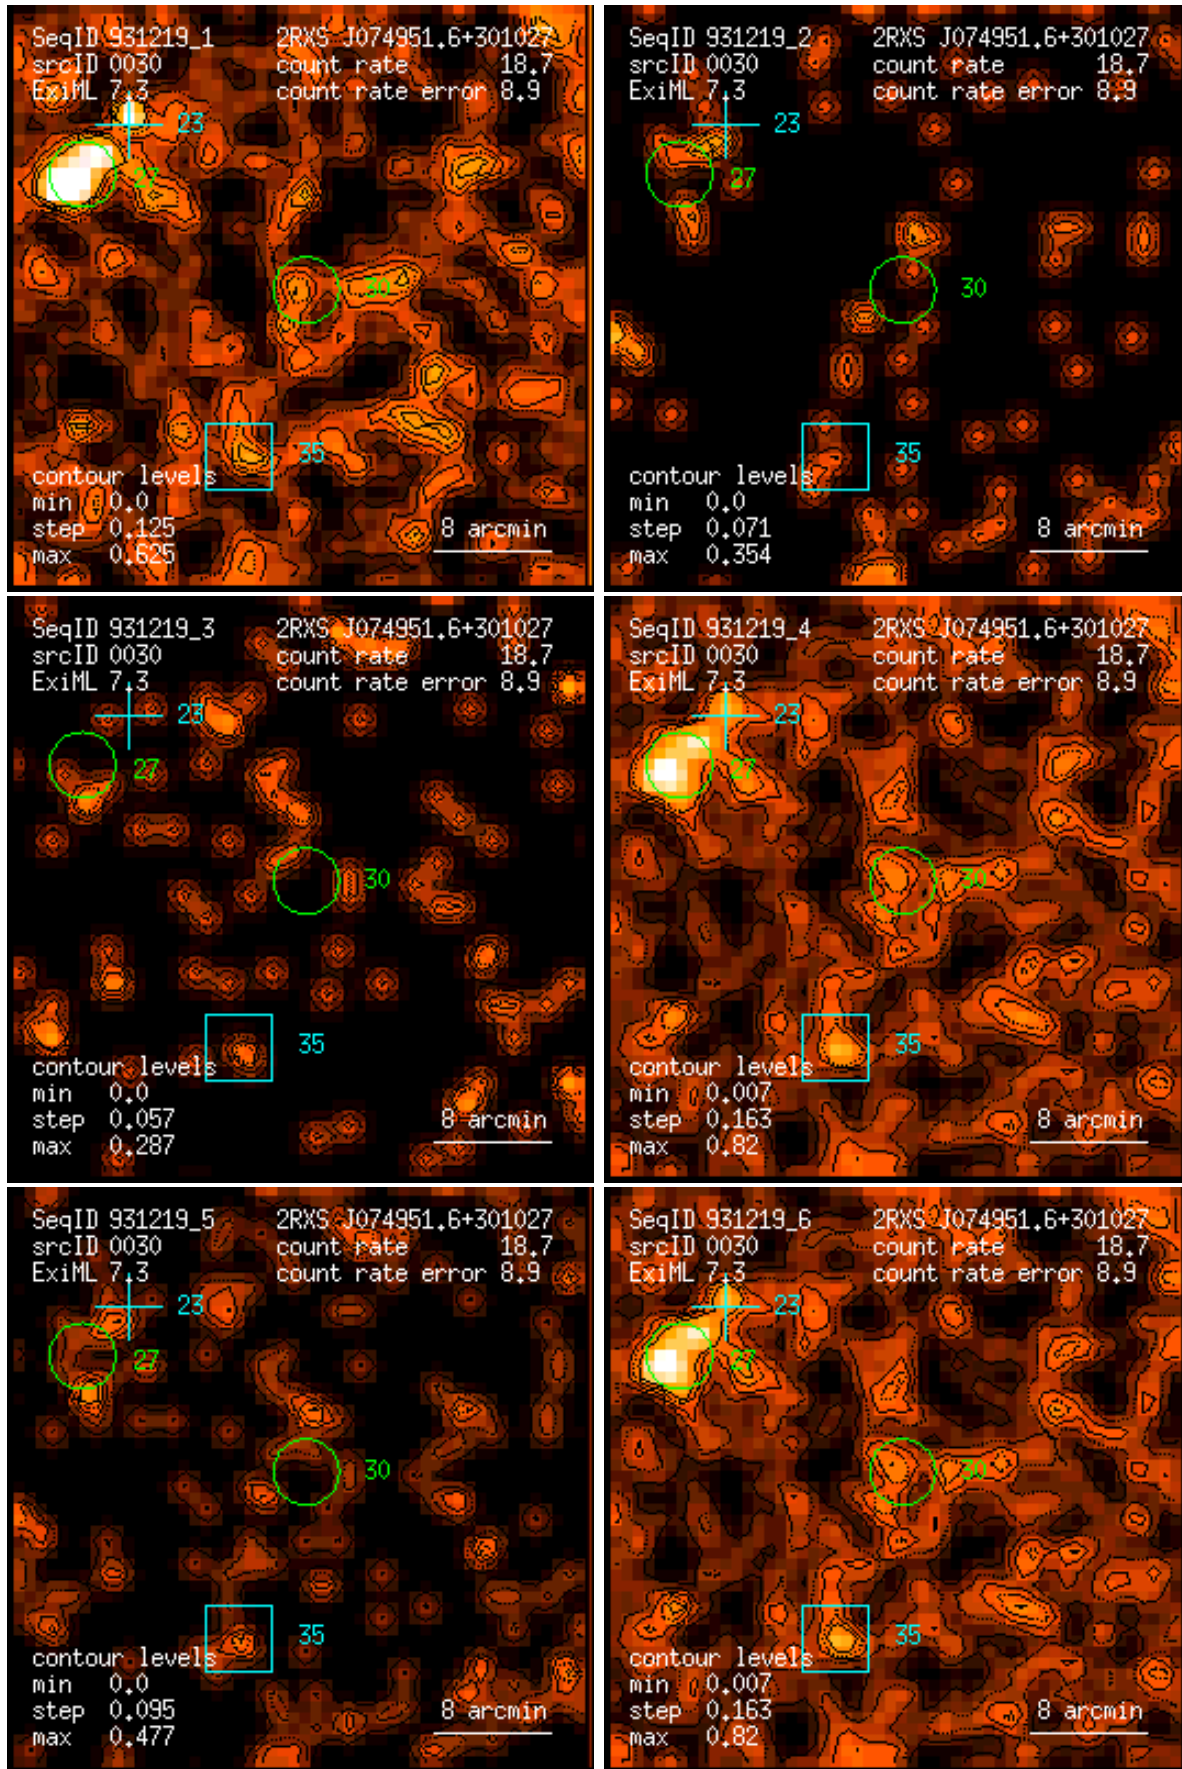 SeqID 931219_1 2RXS J074951.6+301027
srcID 0030 count rate 18.7
ExiML 7.3 count rate error 8.9
23
27
30
35
contour levels
min 0.0
step 0.125
max 0.625
8 arcmin
SeqID 931219_2 2RXS J074951.6+301027
srcID 0030 count rate 18.7
ExiML 7.3 count rate error 8.9
23
27
30
35
contour levels
min 0.0
step 0.071
max 0.354
8 arcmin
SeqID 931219_3 2RXS J074951.6+301027
srcID 0030 count rate 18.7
ExiML 7.3 count rate error 8.9
23
27
30
35
contour levels
min 0.0
step 0.057
max 0.287
8 arcmin
SeqID 931219_4 2RXS J074951.6+301027
srcID 0030 count rate 18.7
ExiML 7.3 count rate error 8.9
23
27
30
35
contour levels
min 0.007
step 0.163
max 0.82
8 arcmin
SeqID 931219_5 2RXS J074951.6+301027
srcID 0030 count rate 18.7
ExiML 7.3 count rate error 8.9
23
27
30
35
contour levels
min 0.0
step 0.095
max 0.477
8 arcmin
SeqID 931219_6 2RXS J074951.6+301027
srcID 0030 count rate 18.7
ExiML 7.3 count rate error 8.9
23
27
30
35
contour levels
min 0.007
step 0.163
max 0.82
8 arcmin